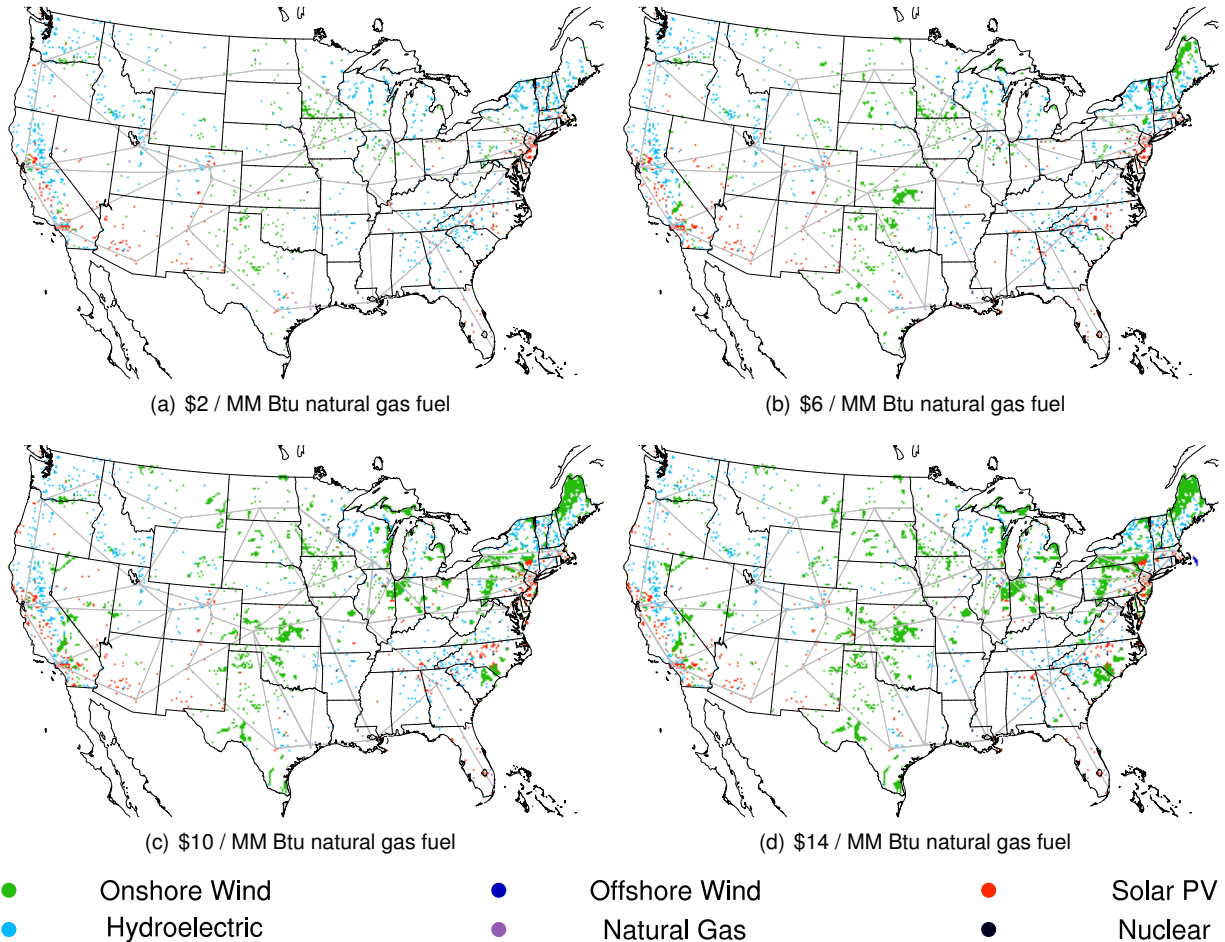 (a) $2 / MM Btu natural gas fuel
(b) $6 / MM Btu natural gas fuel
(c) $10 / MM Btu natural gas fuel
(d) $14 / MM Btu natural gas fuel
Onshore Wind
Offshore Wind
Solar PV
Hydroelectric
Natural Gas
Nuclear